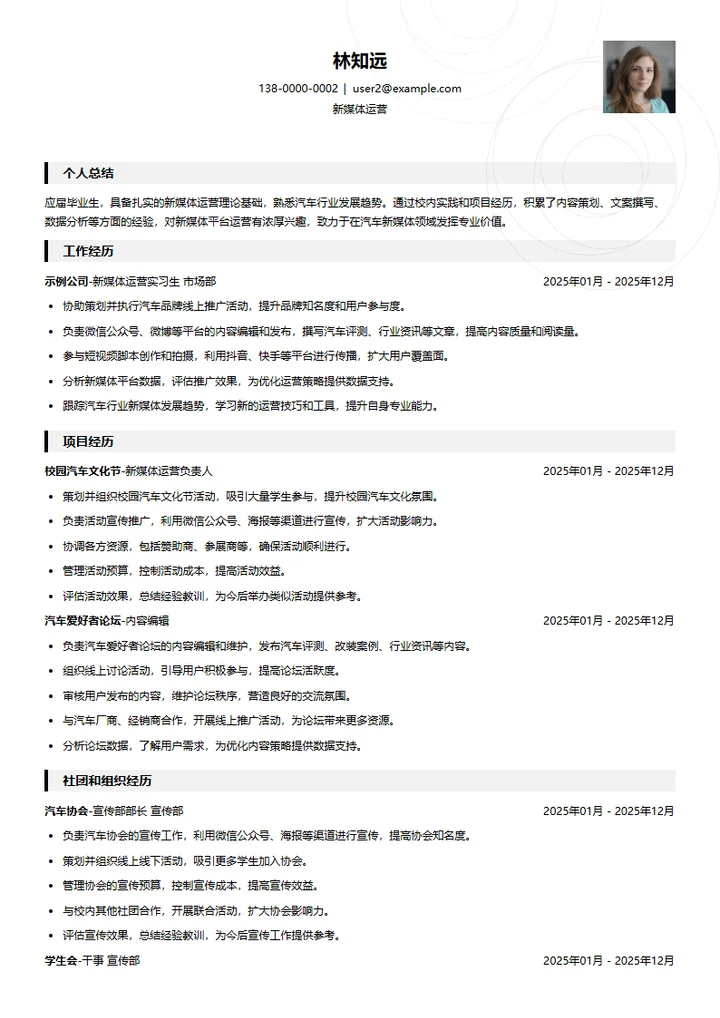 林知远
138-0000-0002 | user2@example.com
新媒体运营
个人总结
应届毕业生，具备扎实的新媒体运营理论基础，熟悉汽车行业发展趋势。通过校内实践和项目经历，积累了内容策划、文案撰写、
数据分析等方面的经验，对新媒体平台运营有浓厚兴趣，致力于在汽车新媒体领域发挥专业价值。
工作经历
示例公司-新媒体运营实习生 市场部 2025年01月 - 2025年12月
• 协助策划并执行汽车品牌线上推广活动，提升品牌知名度和用户参与度。
• 负责微信公众号、微博等平台的内容编辑和发布，撰写汽车评测、行业资讯等文章，提高内容质量和阅读量。
• 参与短视频脚本创作和拍摄，利用抖音、快手等平台进行传播，扩大用户覆盖面。
• 分析新媒体平台数据，评估推广效果，为优化运营策略提供数据支持。
• 跟踪汽车行业新媒体发展趋势，学习新的运营技巧和工具，提升自身专业能力。
项目经历
校园汽车文化节-新媒体运营负责人 2025年01月 - 2025年12月
• 策划并组织校园汽车文化节活动，吸引大量学生参与，提升校园汽车文化氛围。
• 负责活动宣传推广，利用微信公众号、海报等渠道进行宣传，扩大活动影响力。
• 协调各方资源，包括赞助商、参展商等，确保活动顺利进行。
• 管理活动预算，控制活动成本，提高活动效益。
• 评估活动效果，总结经验教训，为今后举办类似活动提供参考。
汽车爱好者论坛-内容编辑 2025年01月 - 2025年12月
• 负责汽车爱好者论坛的内容编辑和维护，发布汽车评测、改装案例、行业资讯等内容。
• 组织线上讨论活动，引导用户积极参与，提高论坛活跃度。
• 审核用户发布的内容，维护论坛秩序，营造良好的交流氛围。
• 与汽车厂商、经销商合作，开展线上推广活动，为论坛带来更多资源。
• 分析论坛数据，了解用户需求，为优化内容策略提供数据支持。
社团和组织经历
汽车协会-宣传部部长 宣传部 2025年01月 - 2025年12月
• 负责汽车协会的宣传工作，利用微信公众号、海报等渠道进行宣传，提高协会知名度。
• 策划并组织线上线下活动，吸引更多学生加入协会。
• 管理协会的宣传预算，控制宣传成本，提高宣传效益。
• 与校内其他社团合作，开展联合活动，扩大协会影响力。
• 评估宣传效果，总结经验教训，为今后宣传工作提供参考。
学生会-干事 宣传部 2025年01月 - 2025年12月